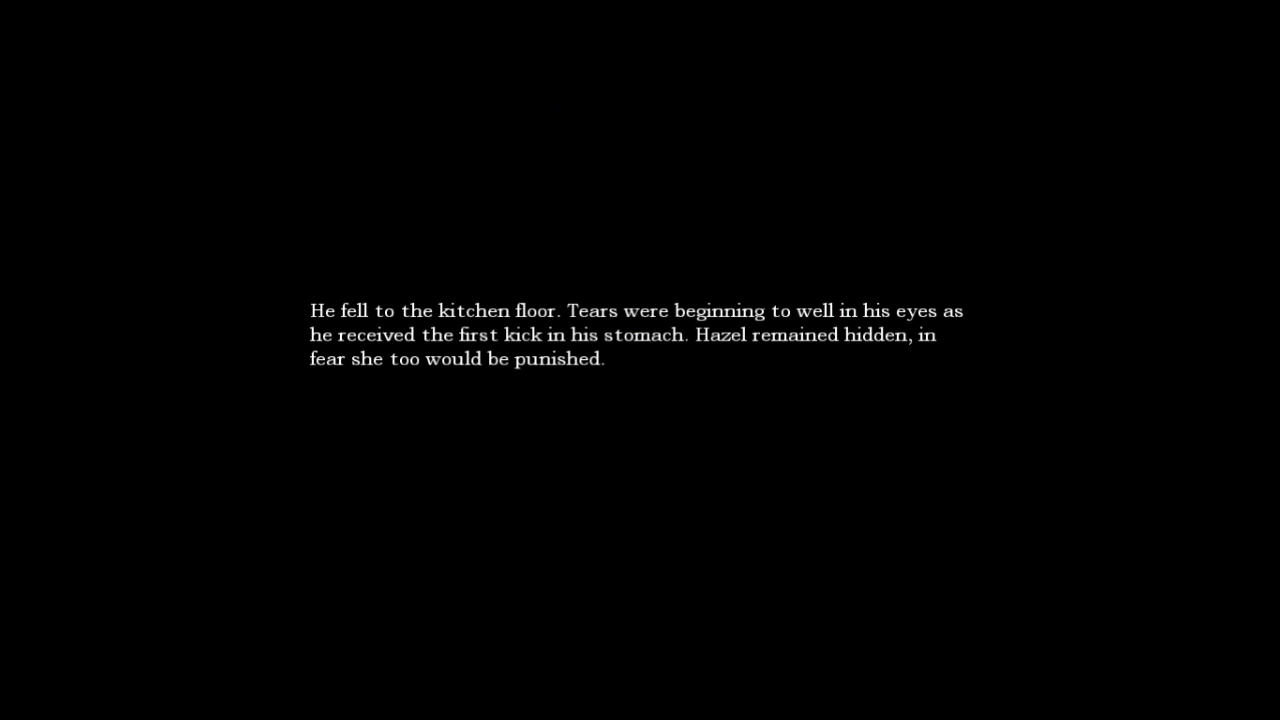 He fell to the kitchen floor. Tears were beginning to well in his eyes as
he received the first kick in his stomach. Hazel remained hidden, in
fear she too would be punished.